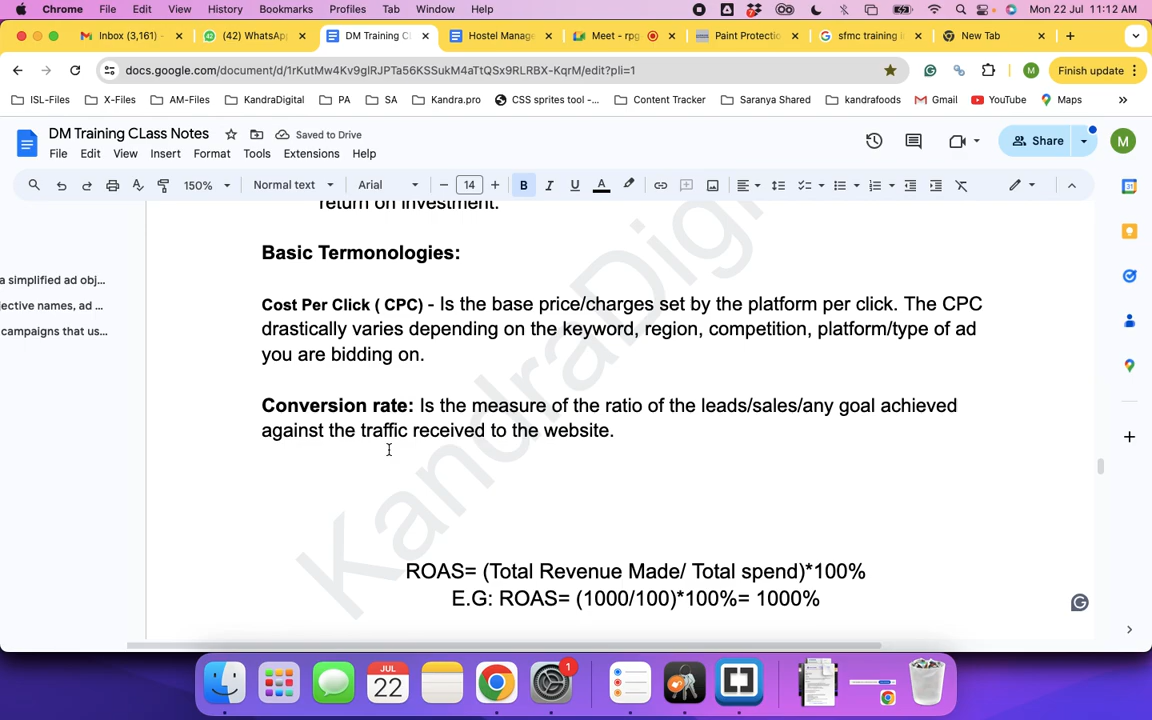 Chrome File Edit View History Bookmarks Profiles Tab Window Help Mon 22 Jul 11:12 AM
Inbox (3,161) - (42) WhatsAp DM Training C Hostel Manage Meet - rpg Paint Protectio sfmc training i New Tab
docs.google.com/document/d/1rKutMw4Kv9glRJPTa56KSSukM4aTtQSx9RLRBX-KqrM/edit?pli=1 M Finish update
ISL-Files X-Files AM-Files KandraDigital PA SA Kandra.pro CSS sprites tool -... Content Tracker Saranya Shared kandrafoods Gmail YouTube Maps
DM Training CLass Notes Saved to Drive
File Edit View Insert Format Tools Extensions Help
Share M
150% Normal text Arial 14 B I U A
return on investment.
Basic Termonologies:
a simplified ad obj...
ective names, ad ...
campaigns that us...
Cost Per Click ( CPC) - Is the base price/charges set by the platform per click. The CPC
drastically varies depending on the keyword, region, competition, platform/type of ad
you are bidding on.
Conversion rate: Is the measure of the ratio of the leads/sales/any goal achieved
against the traffic received to the website.
ROAS= (Total Revenue Made/ Total spend)*100%
E.G: ROAS= (1000/100)*100%= 1000%
KandraDigi
JUL
22
1